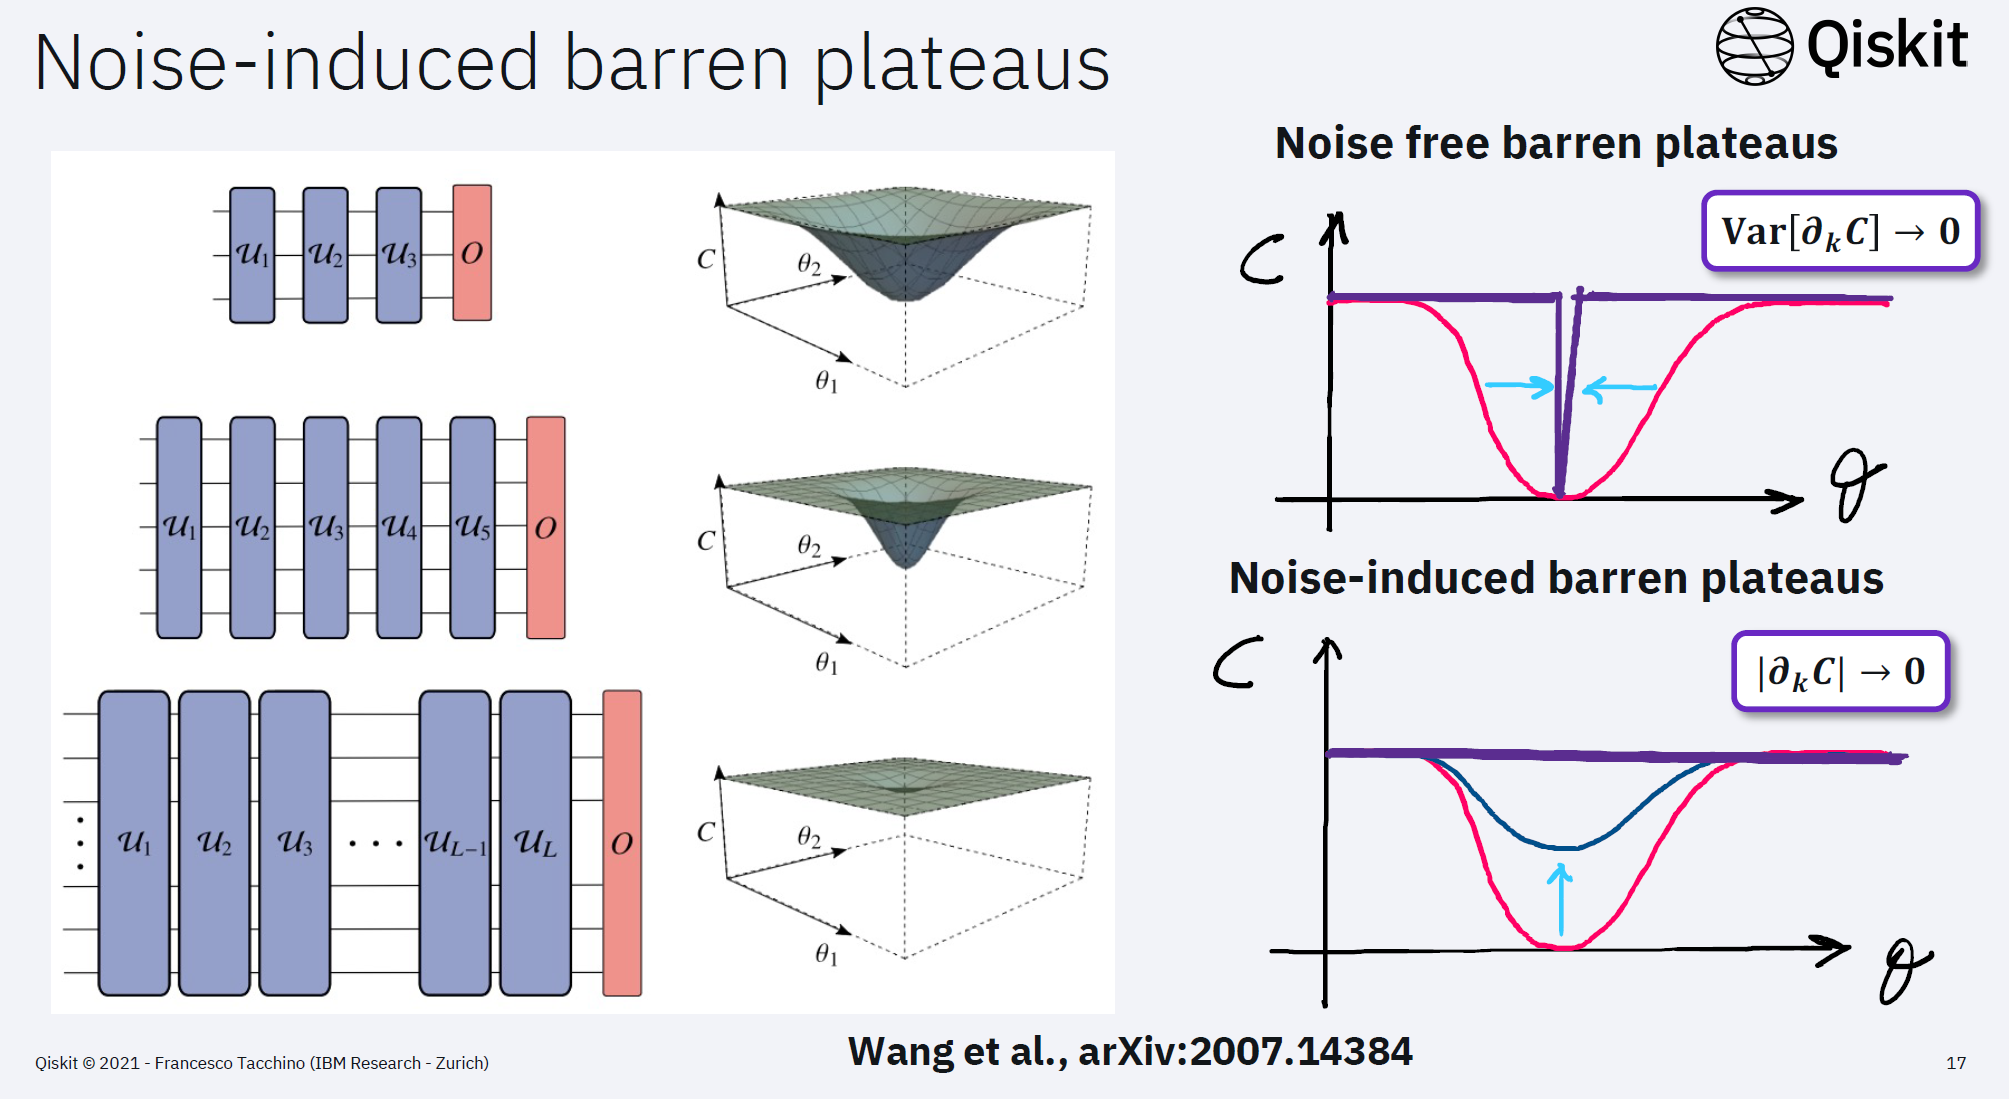 Noise-induced barren plateaus
Qiskit
𝒰₁ 𝒰₂ 𝒰₃ O
C
θ₂
θ₁
𝒰₁ 𝒰₂ 𝒰₃ 𝒰₄ 𝒰₅ O
C
θ₂
θ₁
⋮ 𝒰₁ 𝒰₂ 𝒰₃ ··· 𝒰_{L−1} 𝒰_L O
C
θ₂
θ₁
Noise free barren plateaus
Var[∂ₖC] → 0
C
θ
Noise-induced barren plateaus
|∂ₖC| → 0
C
θ
Wang et al., arXiv:2007.14384
Qiskit © 2021 - Francesco Tacchino (IBM Research - Zurich)
17